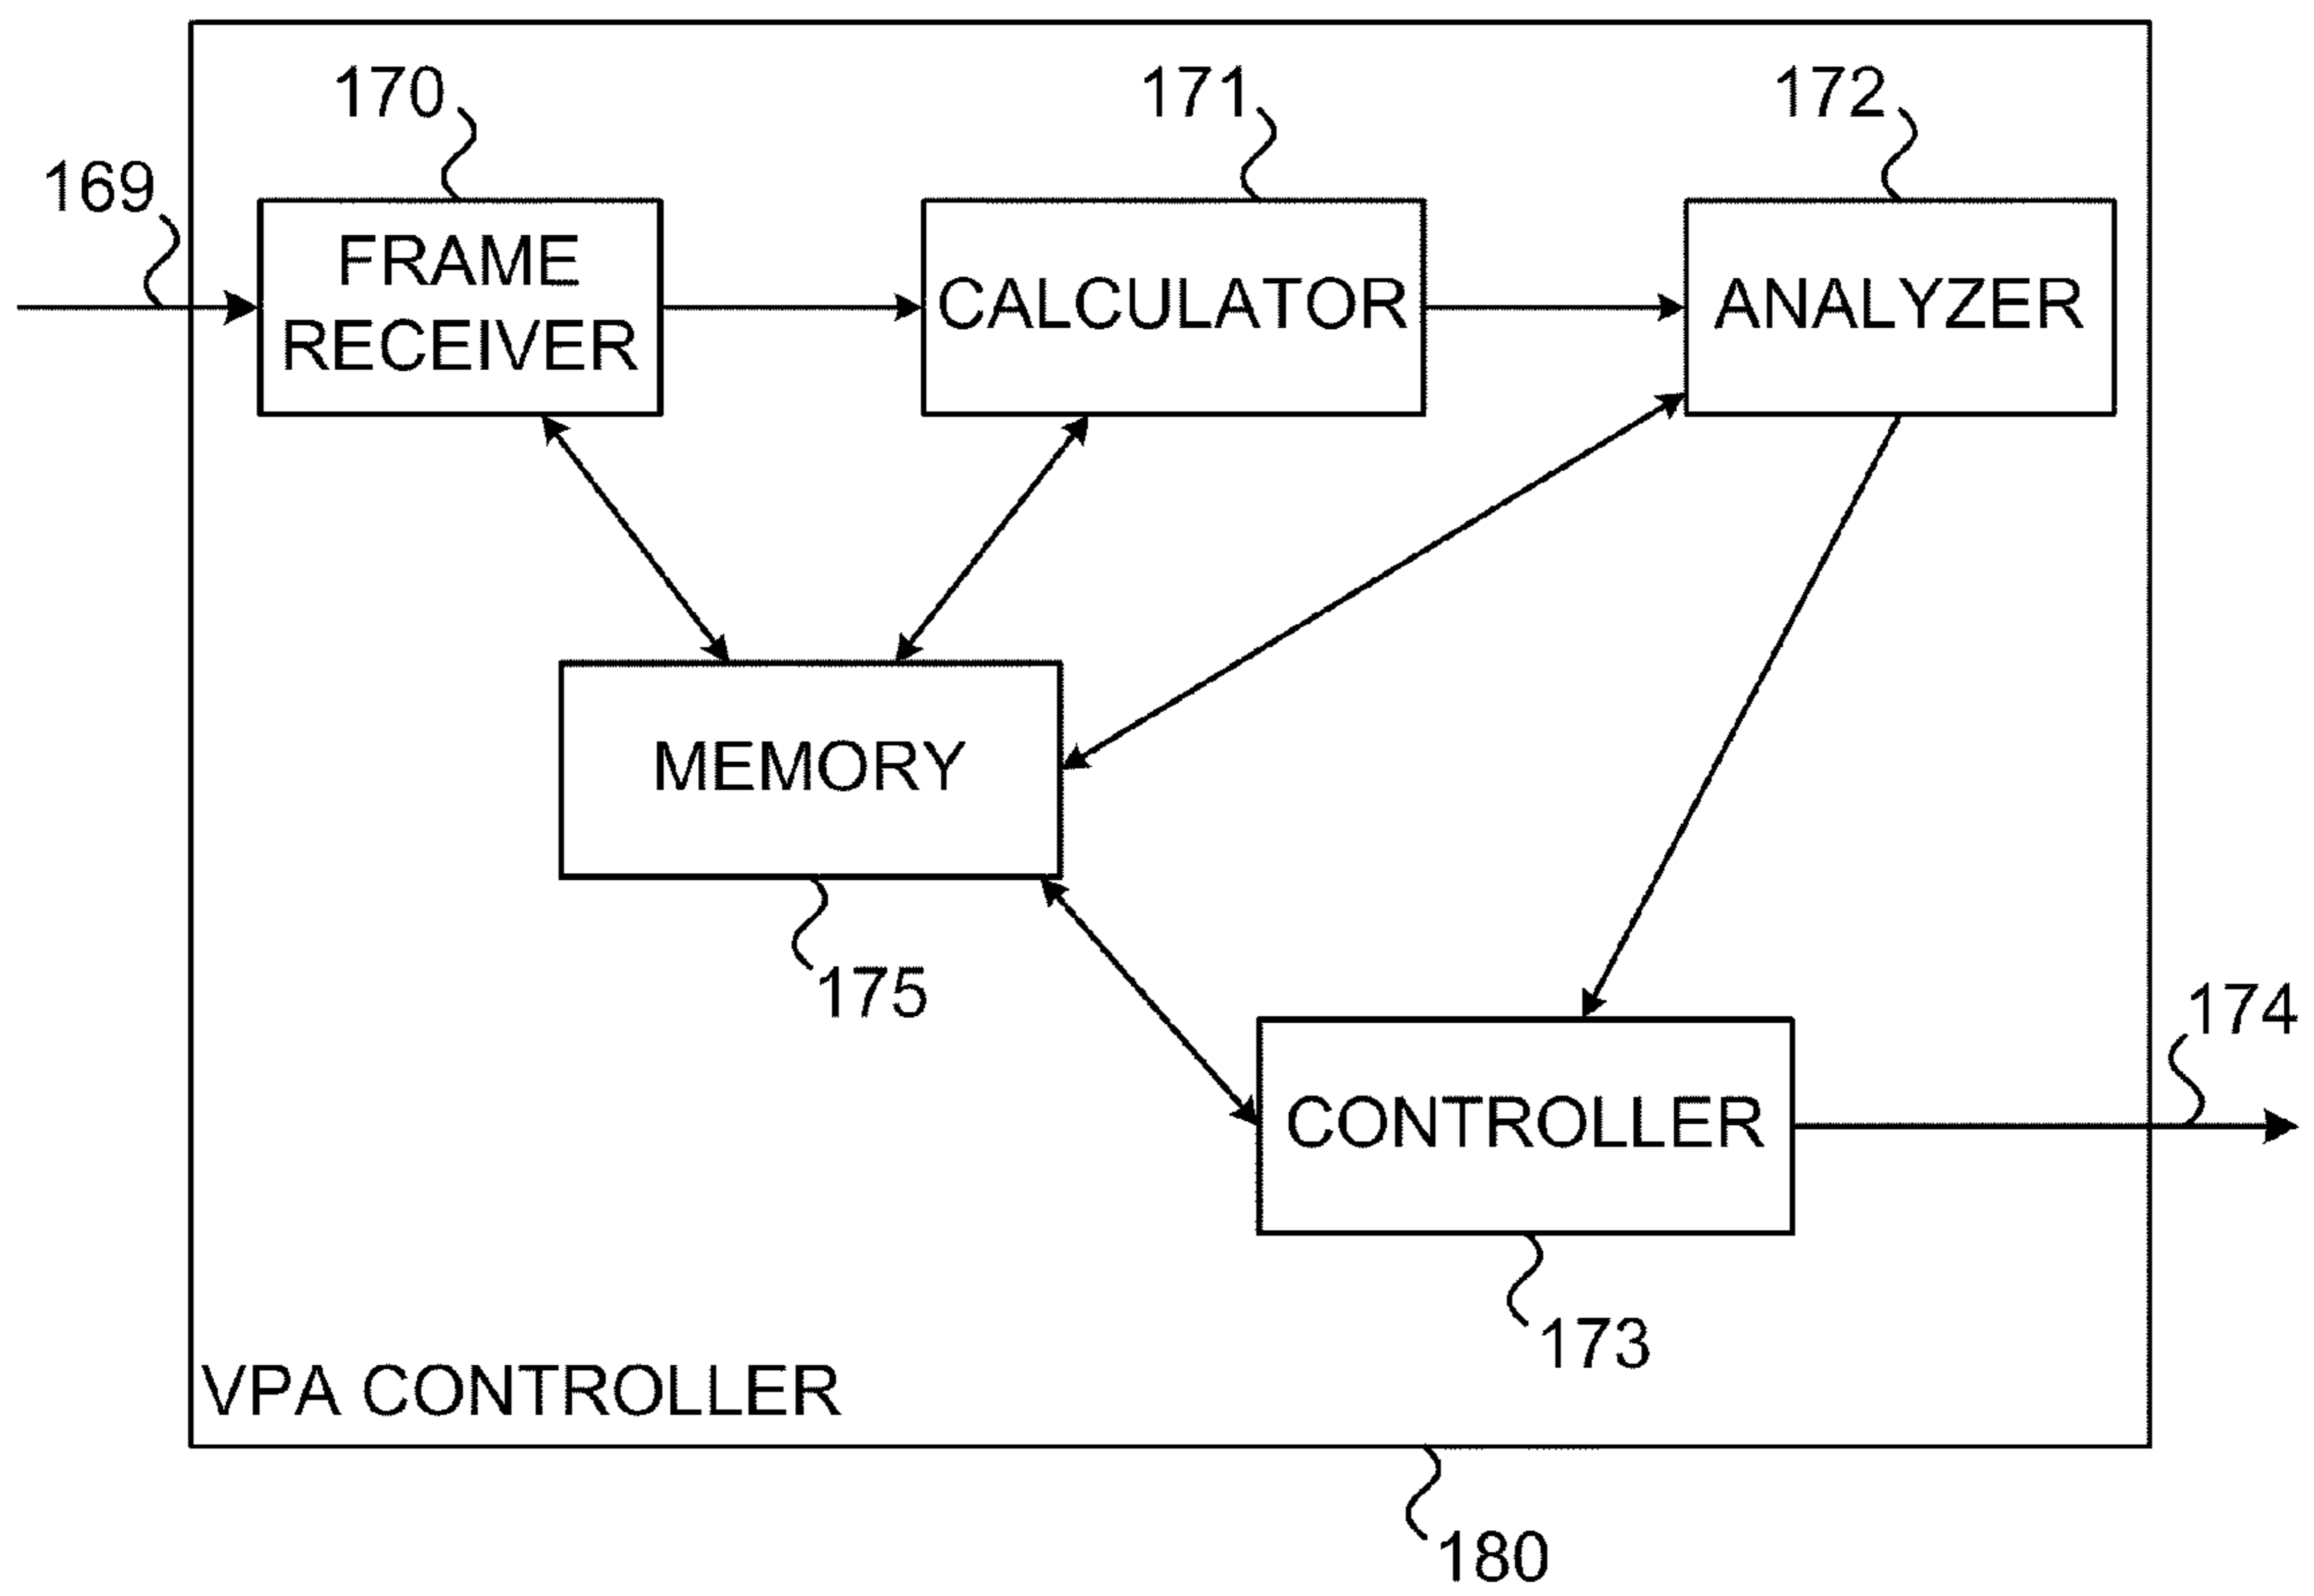 170
171
172
169
FRAME
RECEIVER
CALCULATOR
ANALYZER
MEMORY
175
174
CONTROLLER
173
VPA CONTROLLER
180